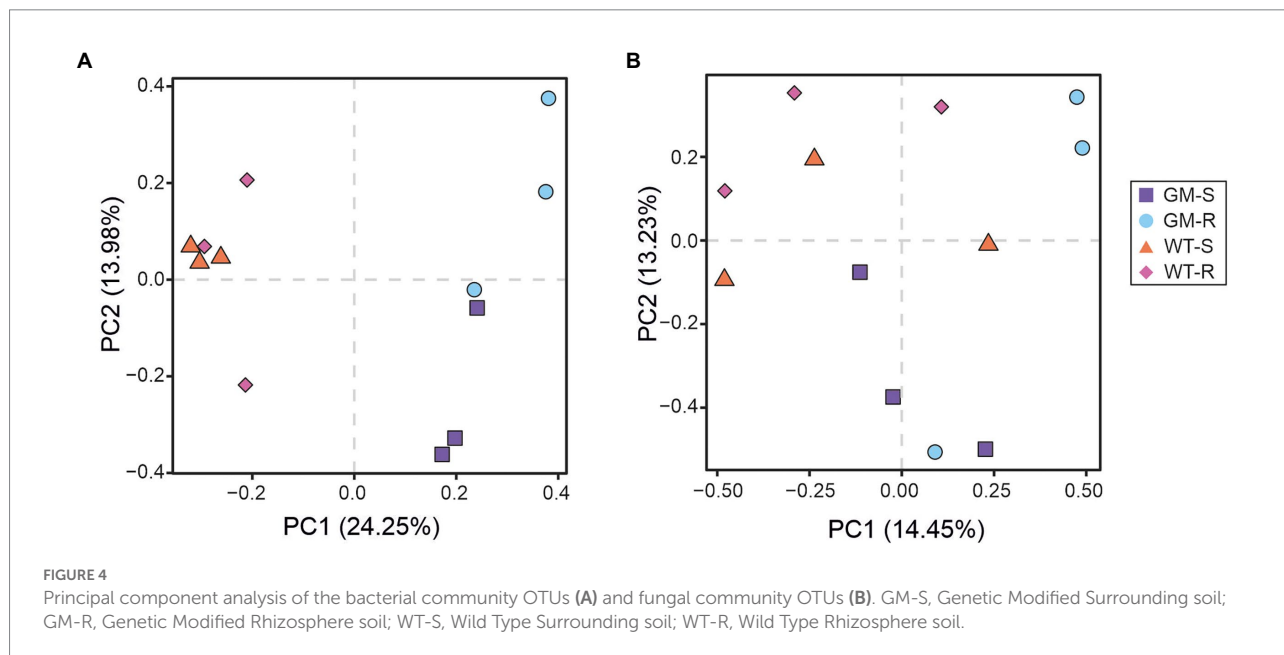 A
0.4
0.2
0.0
−0.2
−0.4
−0.2
0.0
0.2
0.4
PC2 (13.98%)
PC1 (24.25%)
B
0.2
0.0
−0.2
−0.4
−0.50
−0.25
0.00
0.25
0.50
PC2 (13.23%)
PC1 (14.45%)
GM-S
GM-R
WT-S
WT-R
FIGURE 4
Principal component analysis of the bacterial community OTUs (A) and fungal community OTUs (B). GM-S, Genetic Modified Surrounding soil;
GM-R, Genetic Modified Rhizosphere soil; WT-S, Wild Type Surrounding soil; WT-R, Wild Type Rhizosphere soil.